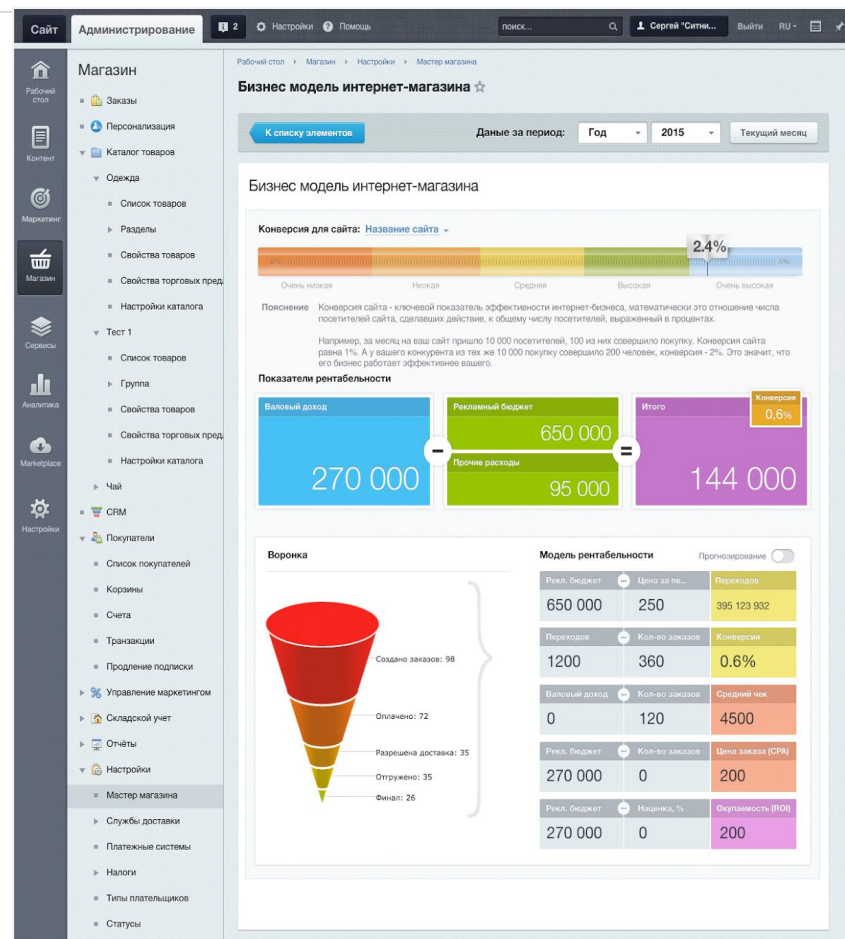 Сайт
Администрирование
2
Настройки
Помощь
поиск...
Сергей "Ситни...
Выйти
RU
Рабочий стол
Контент
Маркетинг
Магазин
Сервисы
Аналитика
Marketplace
Настройки
Магазин
Заказы
Персонализация
Каталог товаров
Одежда
Список товаров
Разделы
Свойства товаров
Свойства торговых пред
Настройки каталога
Тест 1
Список товаров
Группа
Свойства товаров
Свойства торговых пред
Настройки каталога
Чай
CRM
Покупатели
Список покупателей
Корзины
Счета
Транзакции
Продление подписки
Управление маркетингом
Складской учет
Отчёты
Настройки
Мастер магазина
Службы доставки
Платежные системы
Налоги
Типы плательщиков
Статусы
Рабочий стол Магазин Настройки Мастер магазина
Бизнес модель интернет-магазина
К списку элементов
Даные за период:
Год
2015
Текущий месяц
Бизнес модель интернет-магазина
Конверсия для сайта: Название сайта
2.4%
0%
5%
Очень низкая
Низкая
Средняя
Высокая
Очень высокая
Пояснение
Конверсия сайта - ключевой показатель эффективности интернет-бизнеса, математически это отношение числа
посетителей сайта, сделавших действие, к общему числу посетителей, выраженный в процентах.
Например, за месяц на ваш сайт пришло 10 000 посетителей, 100 из них совершило покупку. Конверсия сайта
равна 1%. А у вашего конкурента из тех же 10 000 покупку совершило 200 человек, конверсия - 2%. Это значит, что
его бизнес работает эффективнее вашего.
Показатели рентабельности
Валовый доход
270 000
Рекламный бюджет
650 000
Прочие расходы
95 000
Итого
144 000
Конверсия
0,6%
Воронка
Создано заказов: 98
Оплачено: 72
Разрешена доставка: 35
Отгружено: 35
Финал: 26
Модель рентабельности
Прогнозирование
Рекл. бюджет
Цена за пе...
Переходов
650 000
250
395 123 932
Переходов
Кол-во заказов
Конверсия
1200
360
0.6%
Валовый доход
Кол-во заказов
Средний чек
0
120
4500
Рекл. бюджет
Кол-во заказов
Цена заказа (CPA)
270 000
0
200
Рекл. бюджет
Наценка, %
Окупаемость (ROI)
270 000
0
200